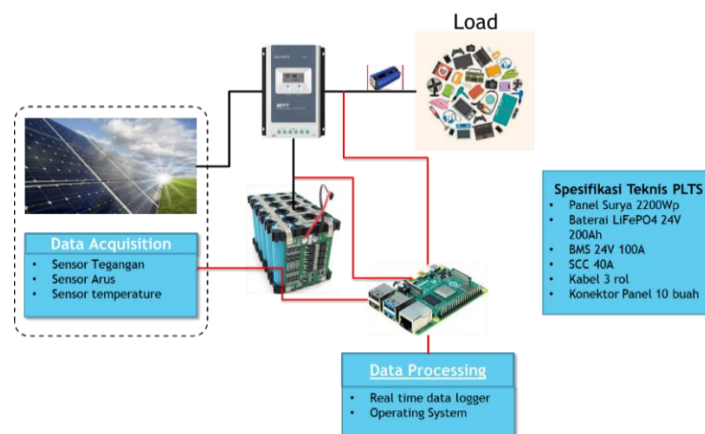 Load
Data Acquisition
• Sensor Tegangan
• Sensor Arus
• Sensor temperature
Spesifikasi Teknis PLTS
• Panel Surya 2200Wp
• Baterai LiFePO4 24V
200Ah
• BMS 24V 100A
• SCC 40A
• Kabel 3 rol
• Konektor Panel 10 buah
Data Processing
• Real time data logger
• Operating System